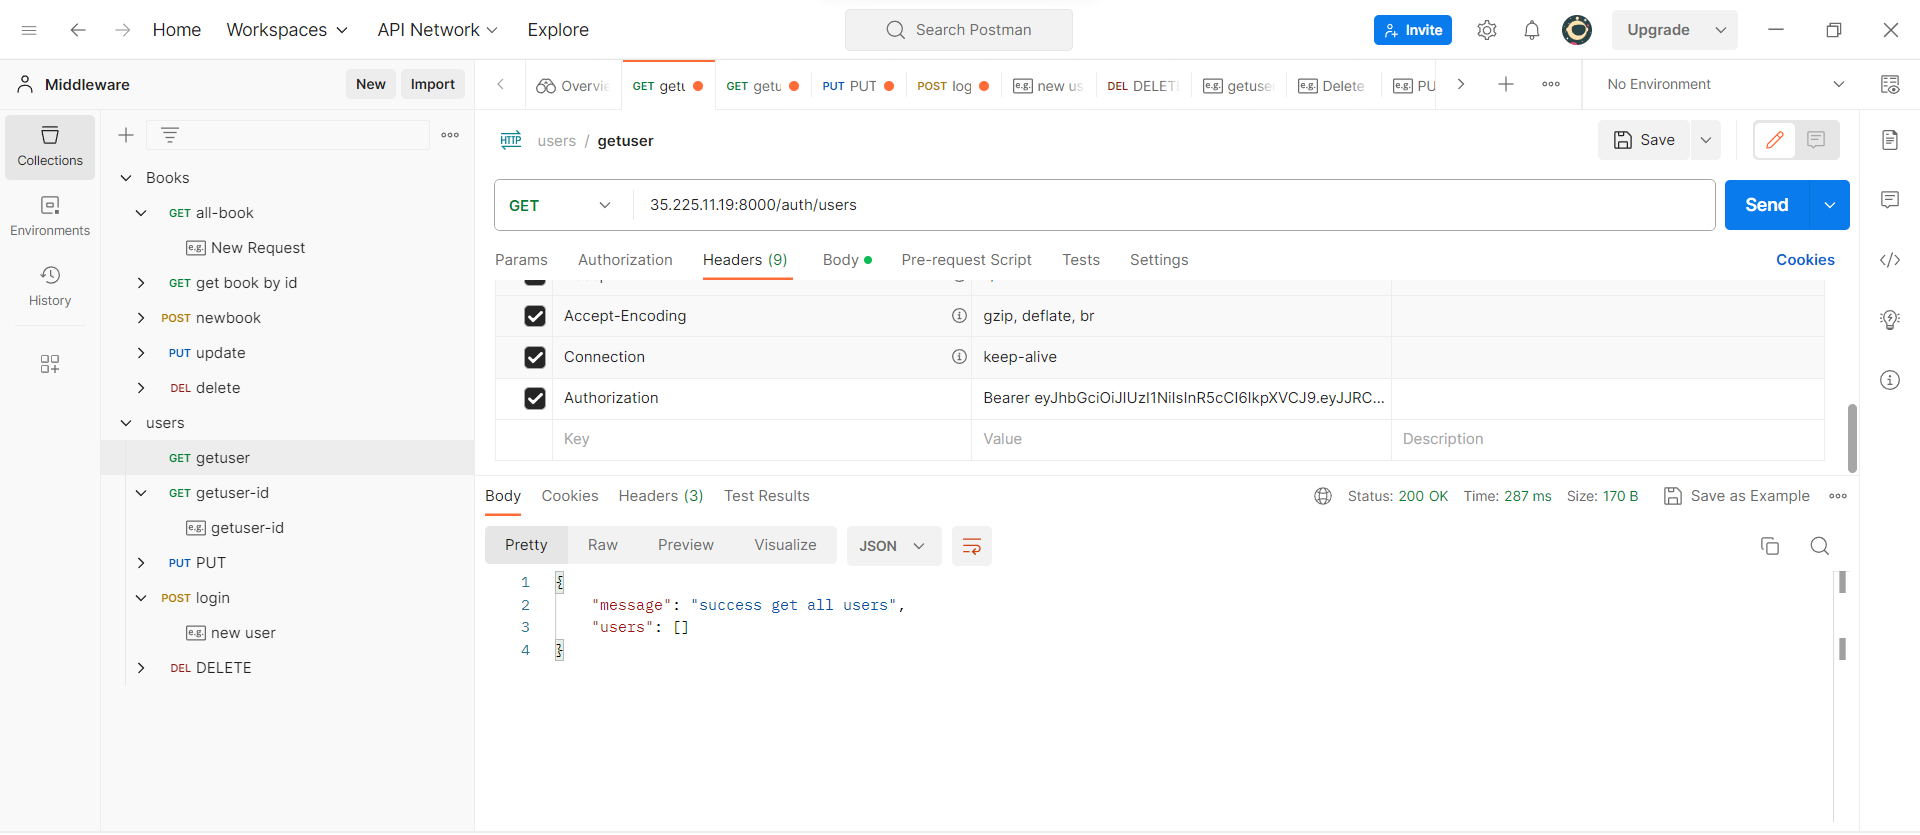 Home Workspaces API Network Explore Search Postman Invite Upgrade
Middleware New Import
Overvie GET getu GET getu PUT PUT POST log e.g. new us DEL DELET e.g. getuse e.g. Delete e.g. PU No Environment
Collections
Environments
History
Books
GET all-book
e.g. New Request
GET get book by id
POST newbook
PUT update
DEL delete
users
GET getuser
GET getuser-id
e.g. getuser-id
PUT PUT
POST login
e.g. new user
DEL DELETE
HTTP users / getuser Save
GET 35.225.11.19:8000/auth/users Send
Params Authorization Headers (9) Body Pre-request Script Tests Settings Cookies
Accept-Encoding gzip, deflate, br
Connection keep-alive
Authorization Bearer eyJhbGciOiJIUzI1NiIsInR5cCI6IkpXVCJ9.eyJJRC...
Key Value Description
Body Cookies Headers (3) Test Results Status: 200 OK Time: 287 ms Size: 170 B Save as Example
Pretty Raw Preview Visualize JSON
1 {
2 "message": "success get all users",
3 "users": []
4 }